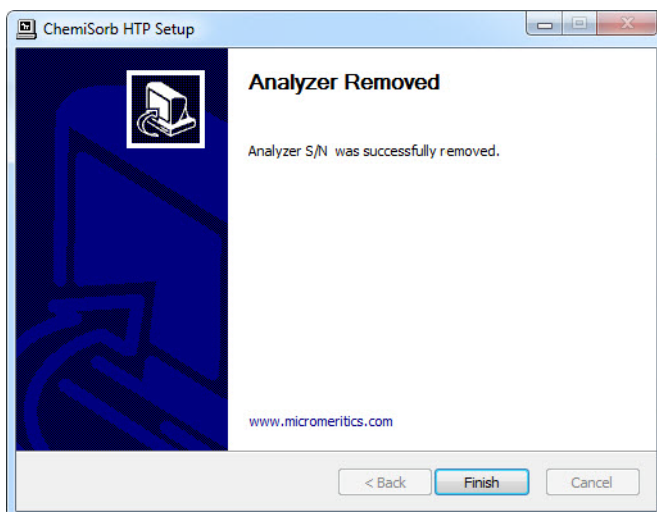 ChemiSorb HTP Setup
Analyzer Removed
Analyzer S/N  was successfully removed.
www.micromeritics.com
< Back
Finish
Cancel